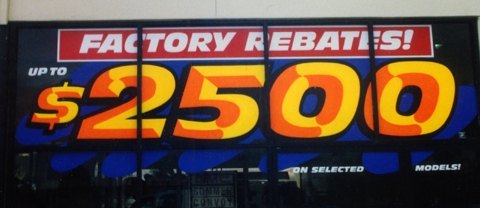 FACTORY REBATES!
UP TO
$2500
ON SELECTED MODELS!